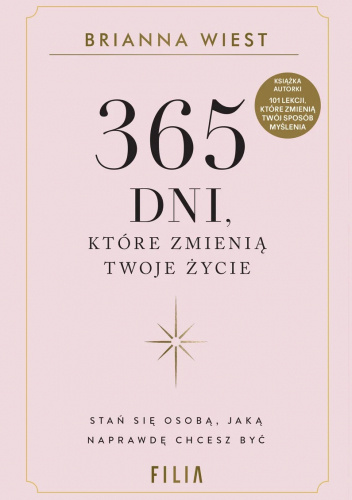 BRIANNA WIEST
KSIĄŻKA
AUTORKI
101 LEKCJI,
KTÓRE ZMIENIĄ
TWÓJ SPOSÓB
MYŚLENIA
365
DNI,
KTÓRE ZMIENIĄ
TWOJE ŻYCIE
STAŃ SIĘ OSOBĄ, JAKĄ
NAPRAWDĘ CHCESZ BYĆ
FILIA